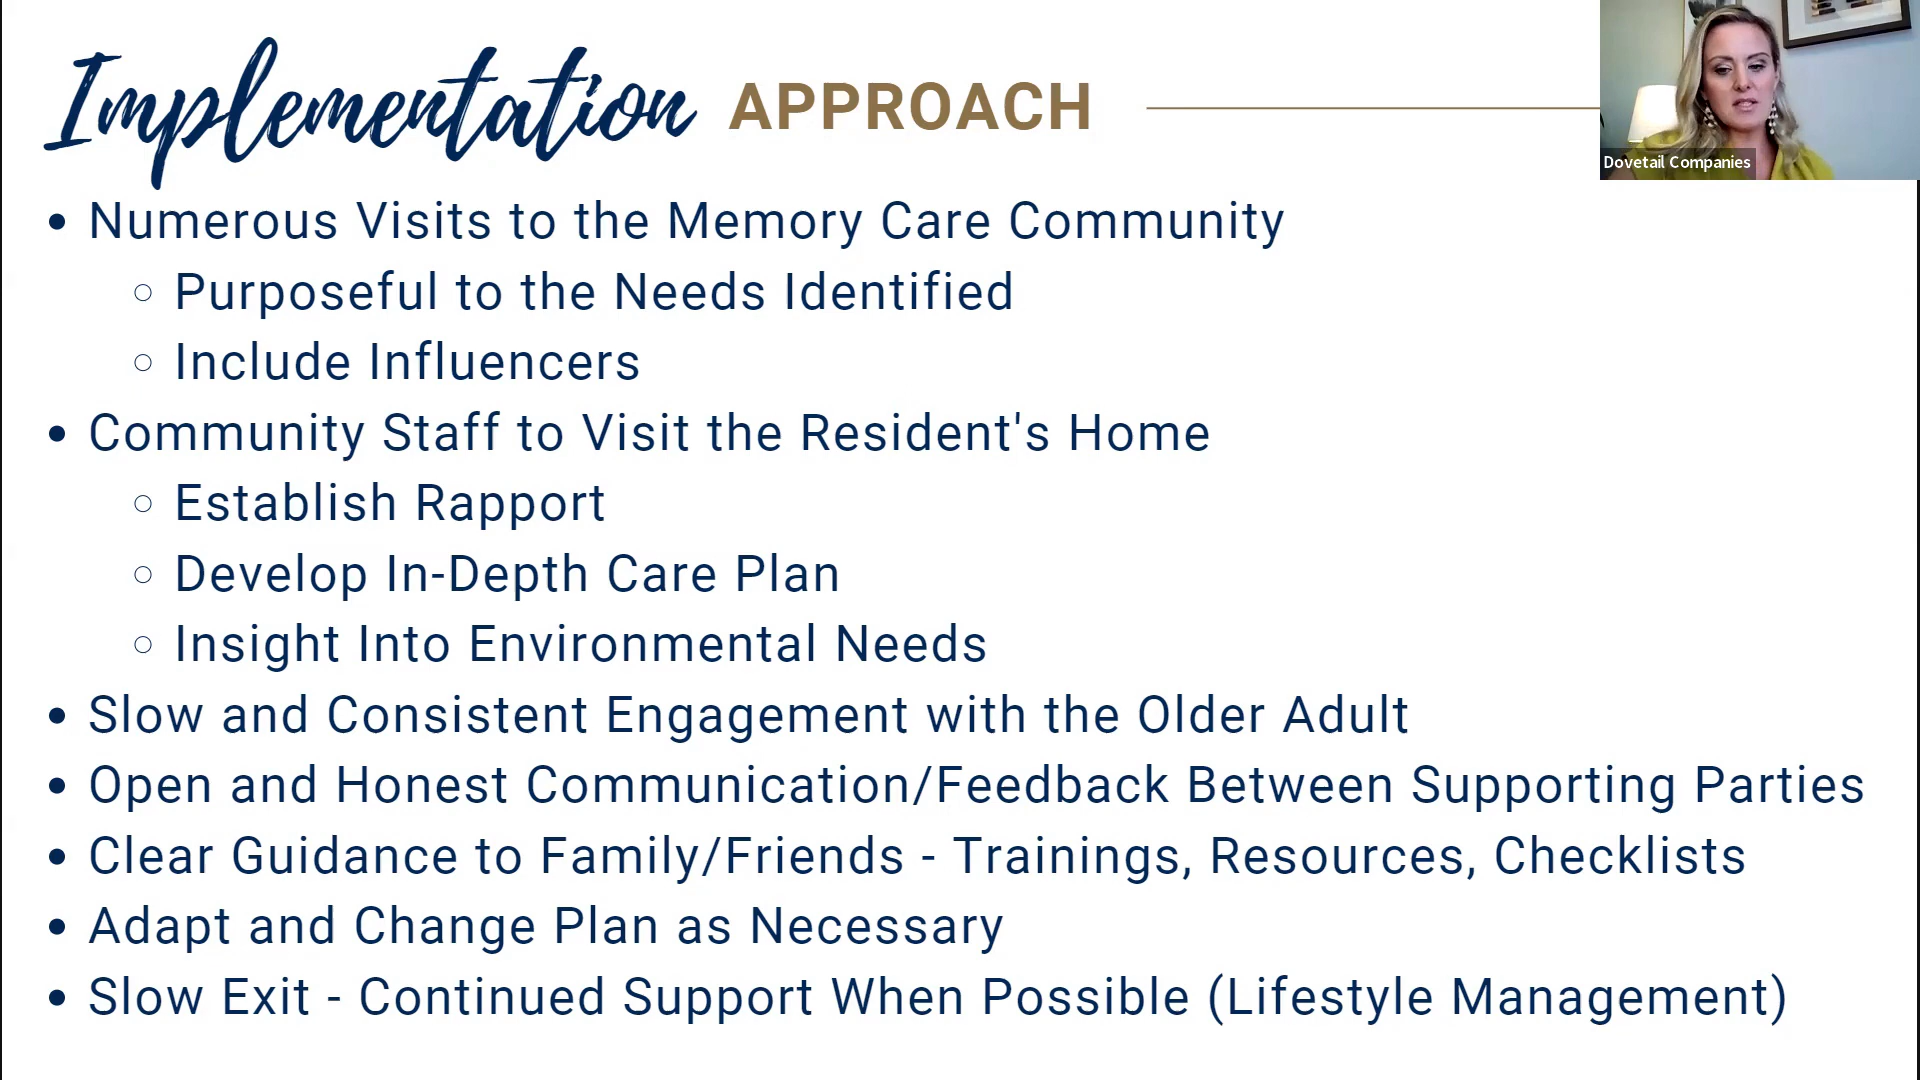 Implementation APPROACH
Dovetail Companies
• Numerous Visits to the Memory Care Community
○ Purposeful to the Needs Identified
○ Include Influencers
• Community Staff to Visit the Resident's Home
○ Establish Rapport
○ Develop In-Depth Care Plan
○ Insight Into Environmental Needs
• Slow and Consistent Engagement with the Older Adult
• Open and Honest Communication/Feedback Between Supporting Parties
• Clear Guidance to Family/Friends - Trainings, Resources, Checklists
• Adapt and Change Plan as Necessary
• Slow Exit - Continued Support When Possible (Lifestyle Management)